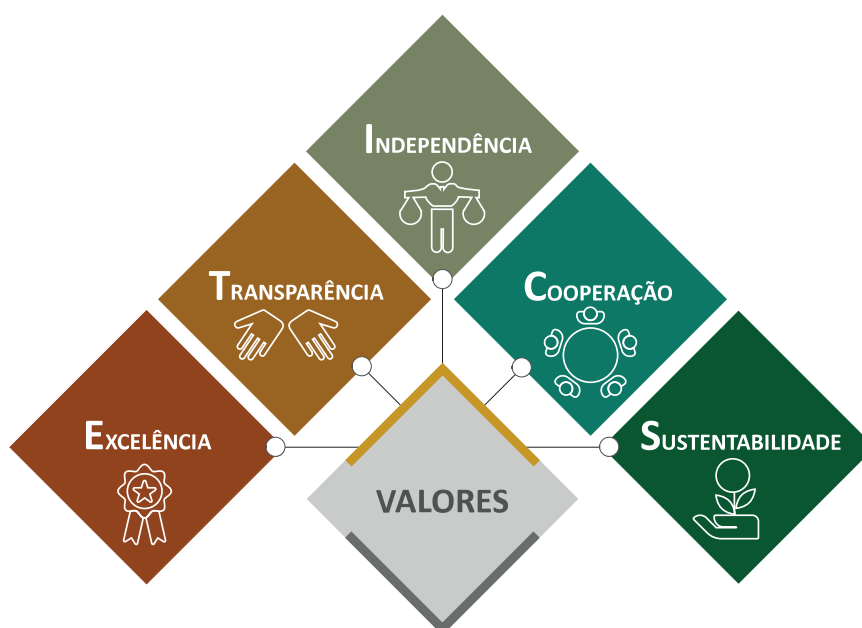 INDEPENDÊNCIA
TRANSPARÊNCIA
COOPERAÇÃO
EXCELÊNCIA
SUSTENTABILIDADE
VALORES